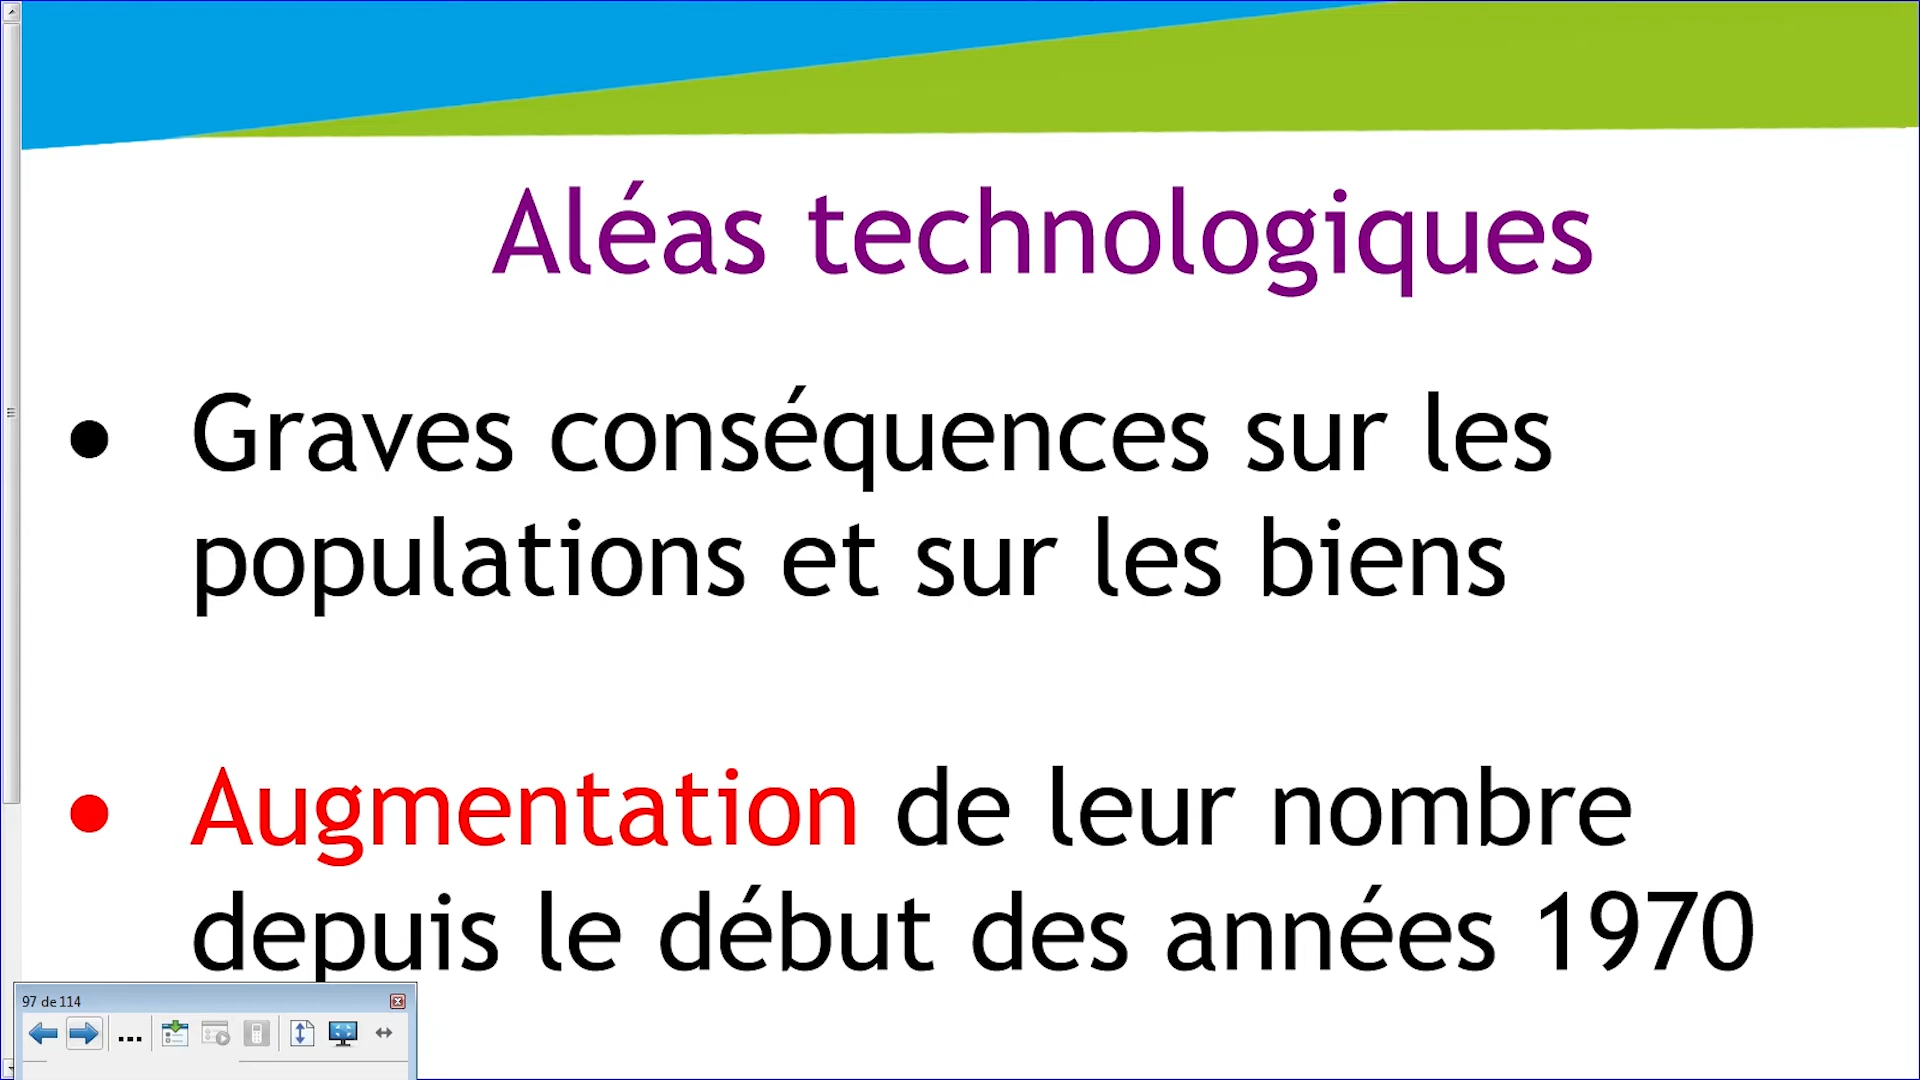 Aléas technologiques
• Graves conséquences sur les
populations et sur les biens
• Augmentation de leur nombre
depuis le début des années 1970
97 de 114
...